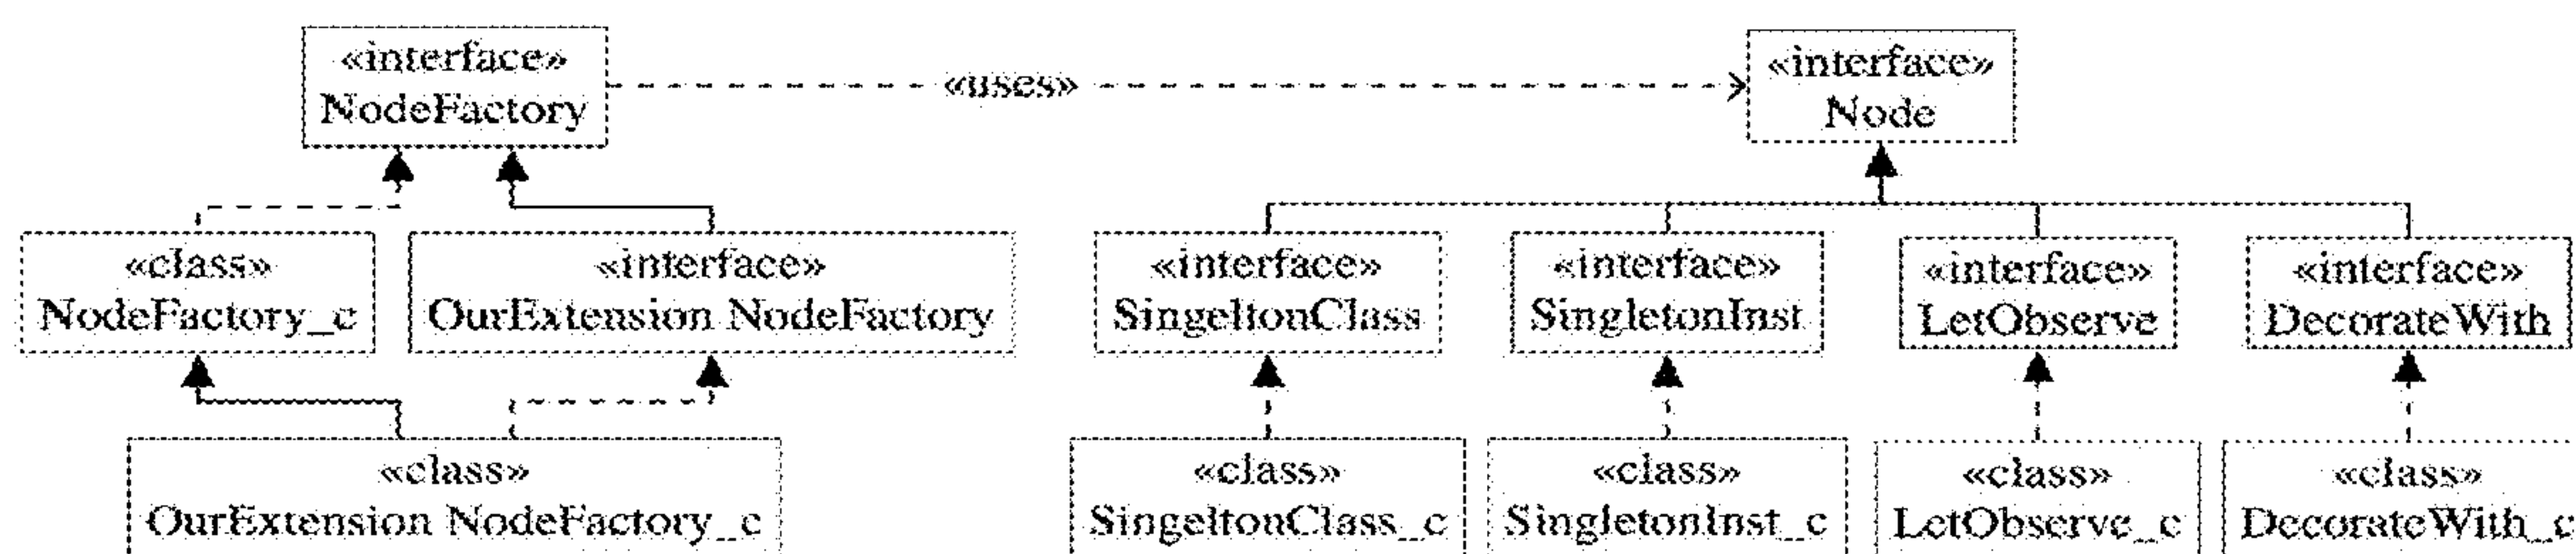 «interface»
NodeFactory
«uses»
«interface»
Node
«class»
NodeFactory_c
«interface»
OurExtension NodeFactory
«interface»
SingeltonClass
«interface»
SingletonInst
«interface»
LetObserve
«interface»
DecorateWith
«class»
OurExtension NodeFactory_c
«class»
SingeltonClass_c
«class»
SingletonInst_c
«class»
LetObserve_c
«class»
DecorateWith_c